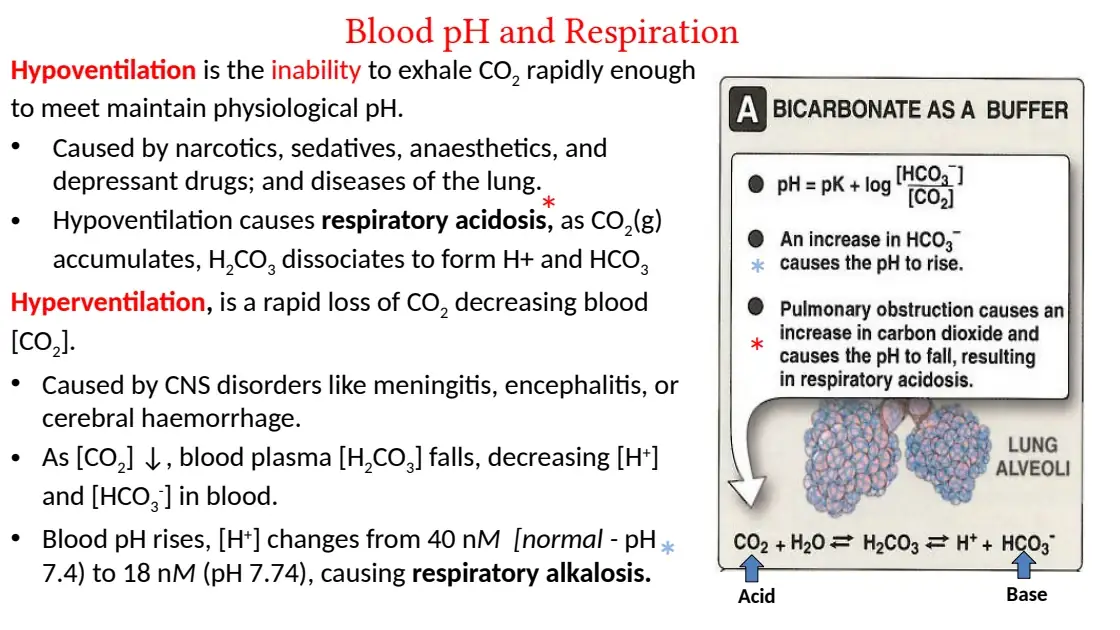 Blood pH and Respiration
Hypoventilation is the inability to exhale CO₂ rapidly enough
to meet maintain physiological pH.
• Caused by narcotics, sedatives, anaesthetics, and
depressant drugs; and diseases of the lung.
• Hypoventilation causes respiratory acidosis,* as CO₂(g)
accumulates, H₂CO₃ dissociates to form H+ and HCO₃
Hyperventilation, is a rapid loss of CO₂ decreasing blood
[CO₂].
• Caused by CNS disorders like meningitis, encephalitis, or
cerebral haemorrhage.
• As [CO₂] ↓, blood plasma [H₂CO₃] falls, decreasing [H⁺]
and [HCO₃⁻] in blood.
• Blood pH rises, [H⁺] changes from 40 nM [normal - pH *
7.4) to 18 nM (pH 7.74), causing respiratory alkalosis.
A BICARBONATE AS A BUFFER
• pH = pK + log [HCO₃⁻]
[CO₂]
• An increase in HCO₃⁻
* causes the pH to rise.
• Pulmonary obstruction causes an
increase in carbon dioxide and
* causes the pH to fall, resulting
in respiratory acidosis.
LUNG
ALVEOLI
CO₂ + H₂O ⇌ H₂CO₃ ⇌ H⁺ + HCO₃⁻
Acid
Base